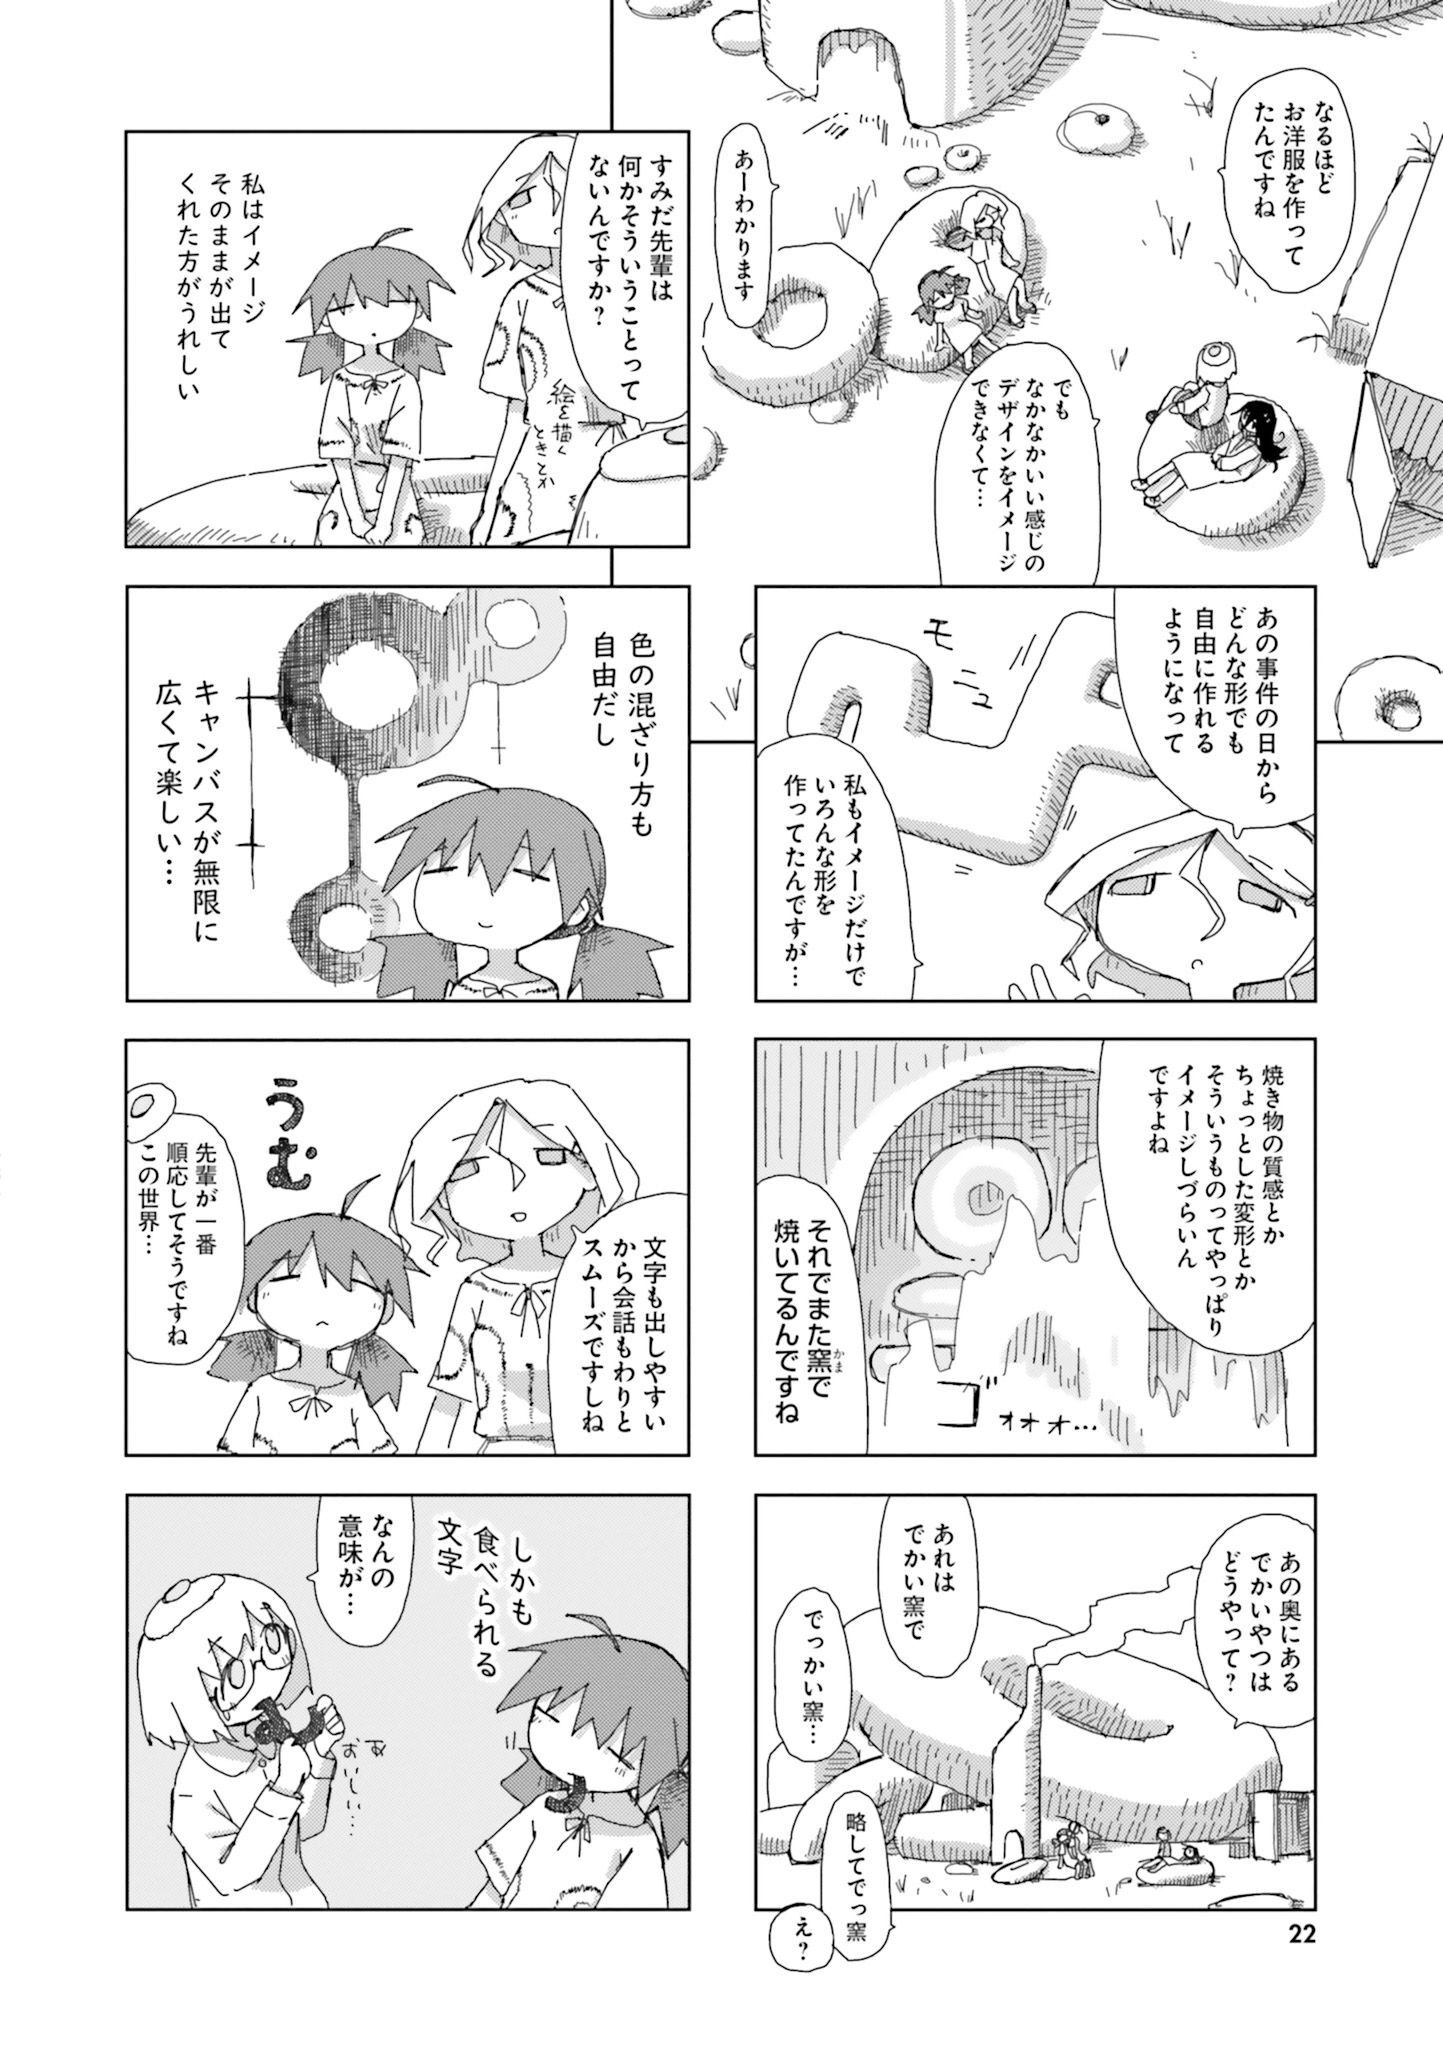 なるほど
お洋服を作って
たんですね
あーわかります
でも
なかなかいい感じの
デザインをイメージ
できなくて…
あの事件の日から
どんな形でも
自由に作れる
ようになって
モニュ
私もイメージだけで
いろんな形を
作ってたんですが…
焼き物の質感とか
ちょっとした変形とか
そういうものってやっぱり
イメージしづらいん
ですよね
それでまた窯で
かま
焼いてるんですね
オオオ…
あの奥にある
でかいやつは
どうやって?
あれは
でかい窯で
でっかい窯…
略してでっ窯
え?
22
すみだ先輩は
何かそういうことって
ないんですか?
絵を描く
ときとか
私はイメージ
そのままが出て
くれた方がうれしい
色の混ざり方も
自由だし
キャンバスが無限に
広くて楽しい…
文字も出しやすい
から会話もわりと
スムーズですしね
うむ
先輩が一番
順応してそうですね
この世界…
しかも
食べられる
文字
なんの
意味が…
あ
おいしい…